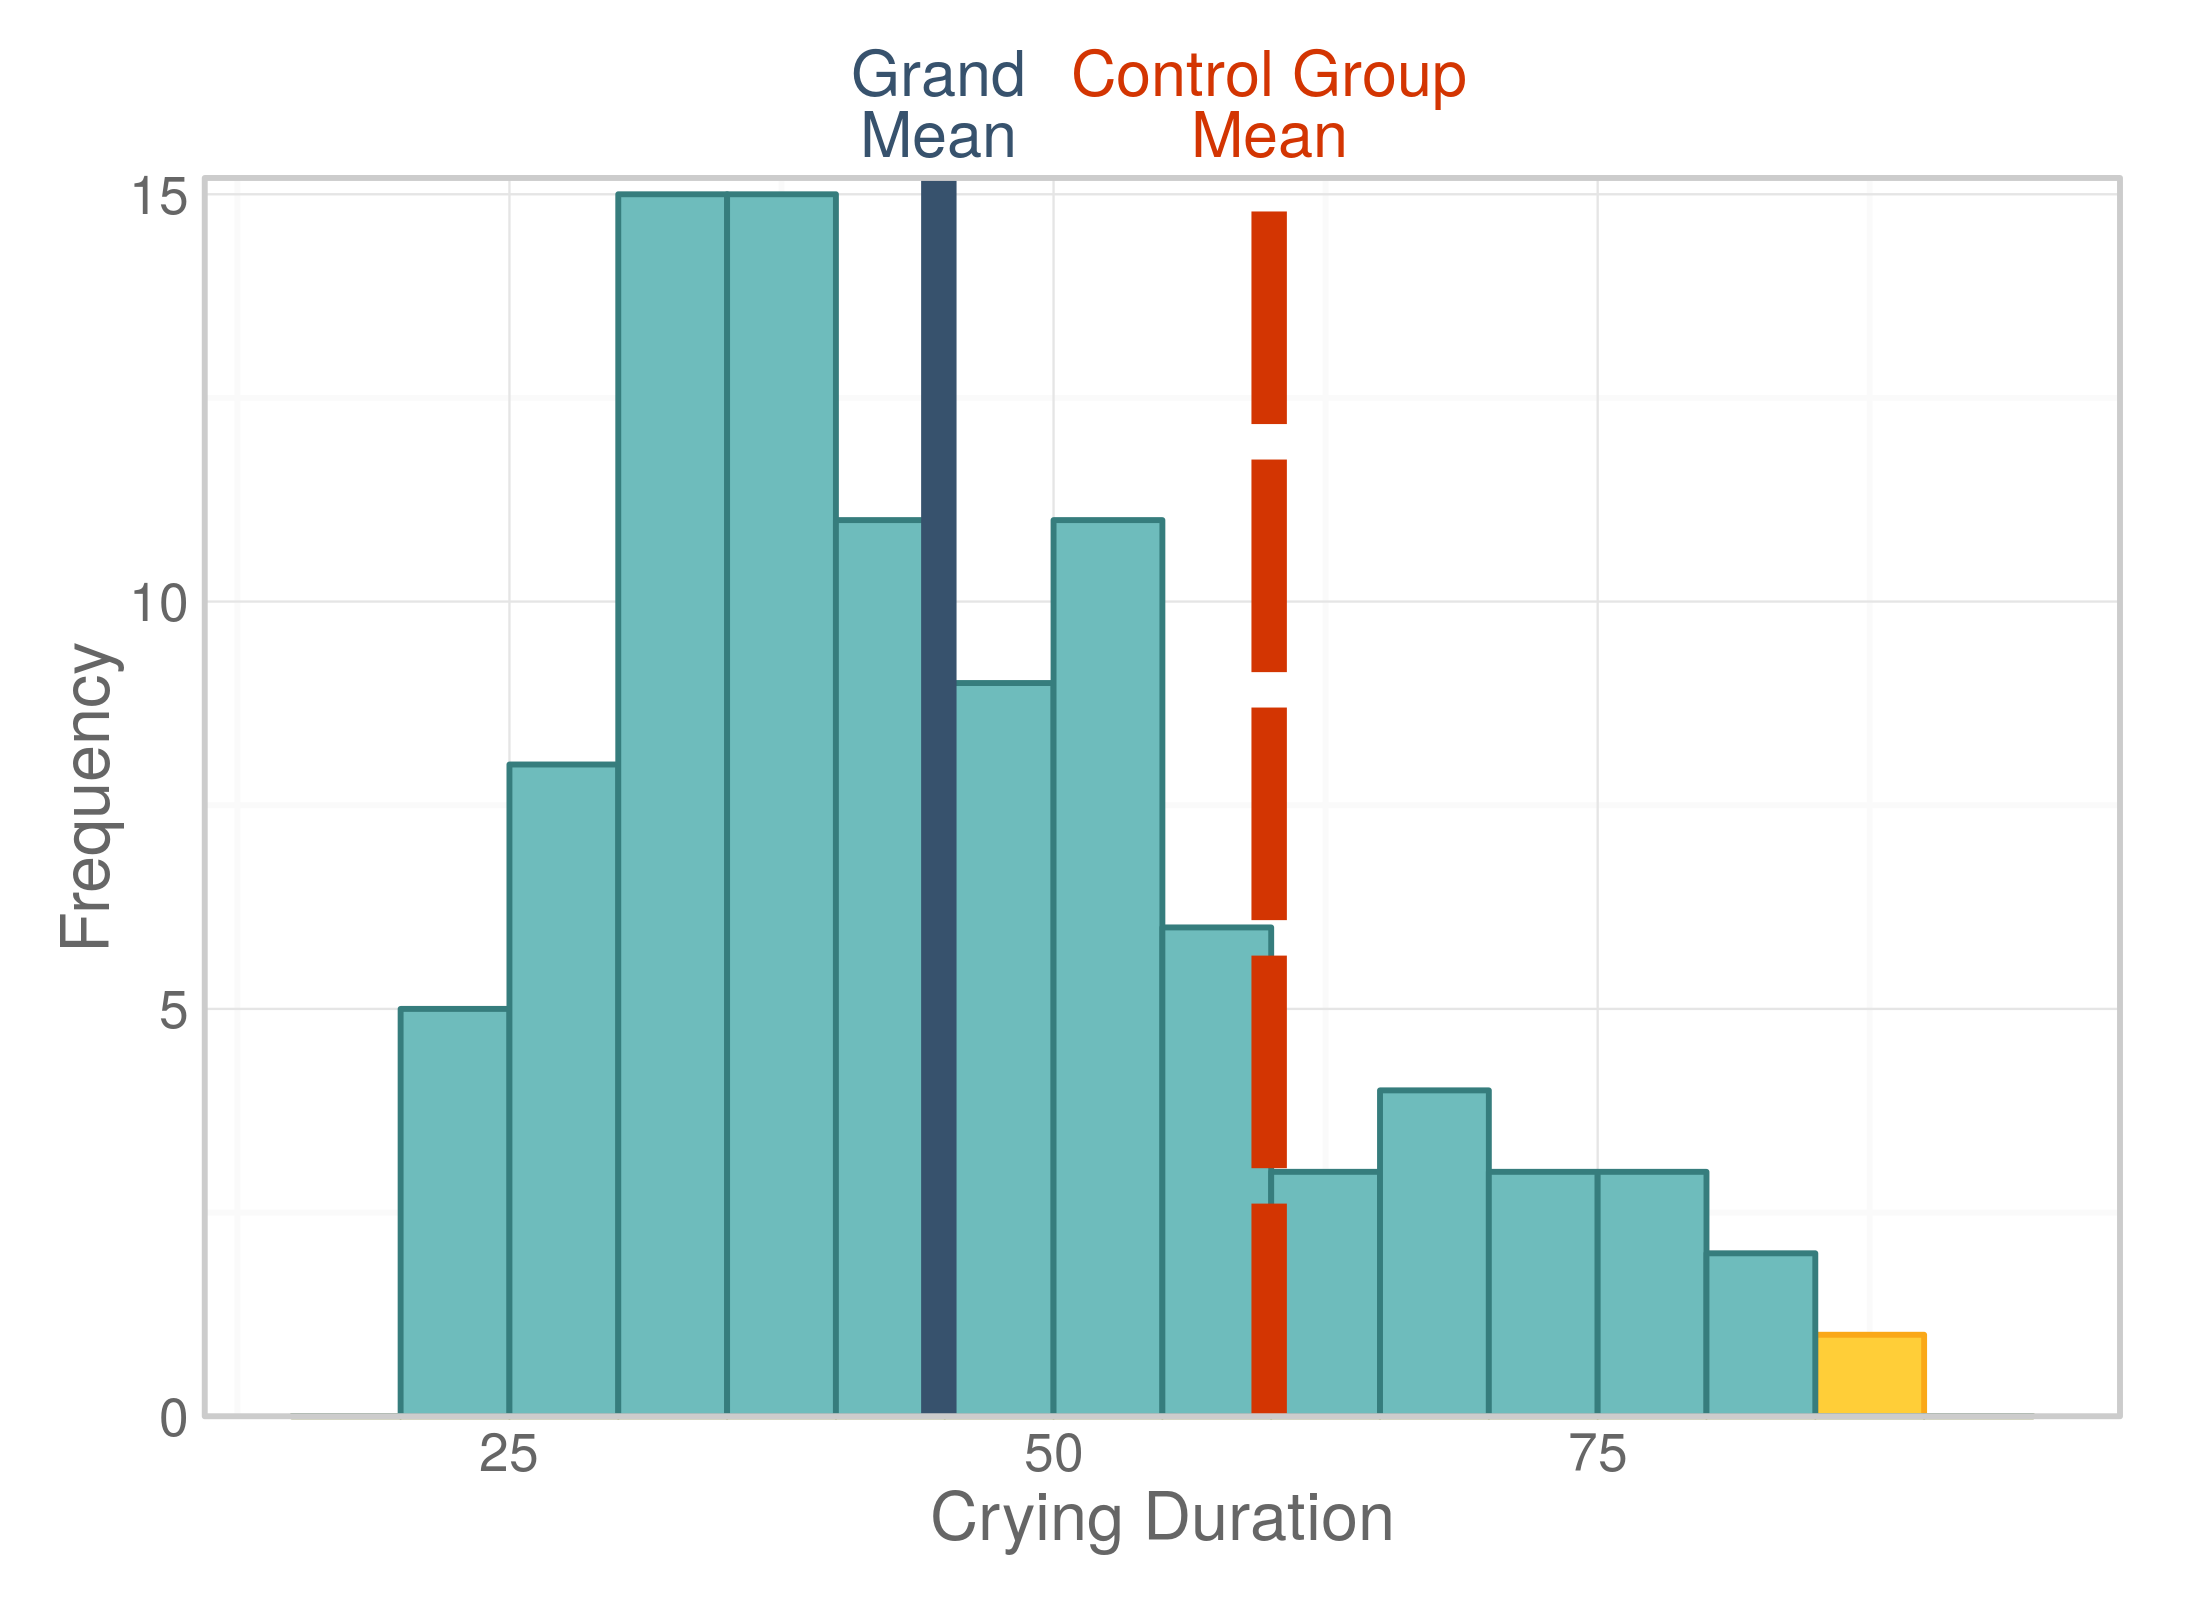 Grand
Mean
Control Group
Mean
15
10
5
0
Frequency
25
50
75
Crying Duration